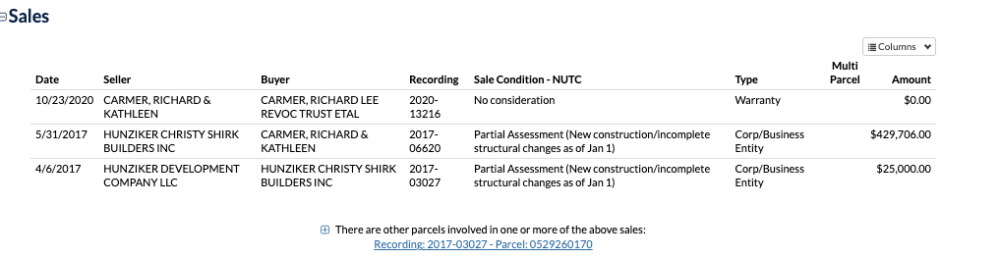 Sales
Columns
Date Seller Buyer Recording Sale Condition - NUTC Type Multi Parcel Amount
10/23/2020 CARMER, RICHARD & KATHLEEN CARMER, RICHARD LEE REVOC TRUST ETAL 2020-13216 No consideration Warranty $0.00
5/31/2017 HUNZIKER CHRISTY SHIRK BUILDERS INC CARMER, RICHARD & KATHLEEN 2017-06620 Partial Assessment (New construction/incomplete structural changes as of Jan 1) Corp/Business Entity $429,706.00
4/6/2017 HUNZIKER DEVELOPMENT COMPANY LLC HUNZIKER CHRISTY SHIRK BUILDERS INC 2017-03027 Partial Assessment (New construction/incomplete structural changes as of Jan 1) Corp/Business Entity $25,000.00
There are other parcels involved in one or more of the above sales:
Recording: 2017-03027 - Parcel: 0529260170